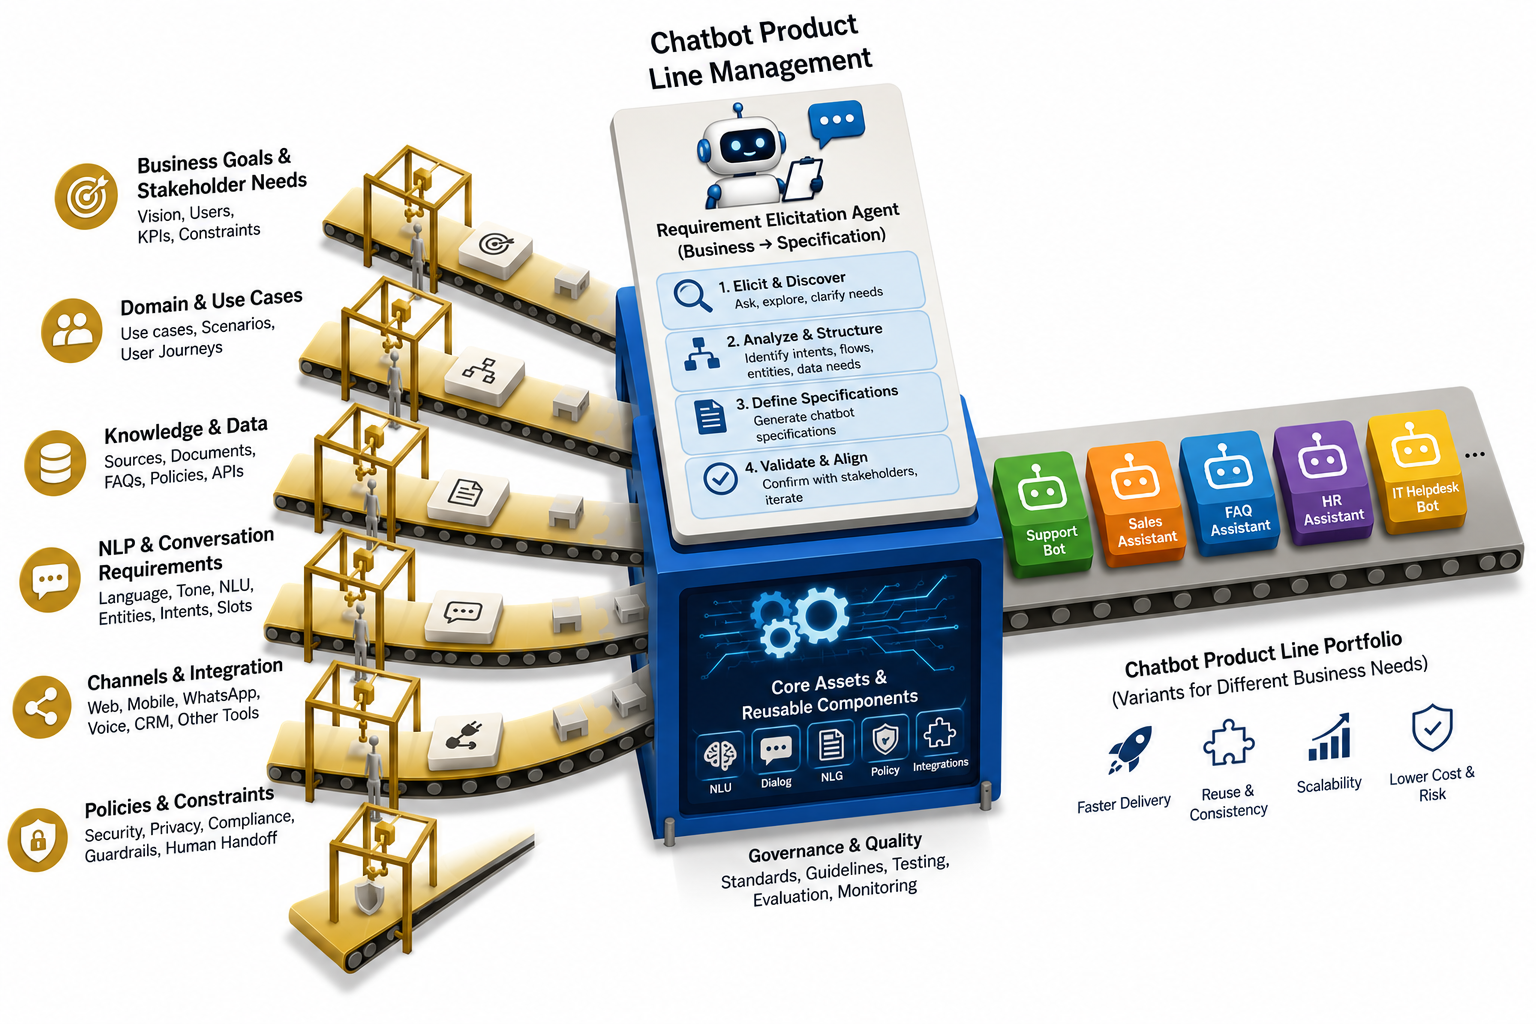 Chatbot Product
Line Management
Business Goals &
Stakeholder Needs
Vision, Users,
KPIs, Constraints
Domain & Use Cases
Use cases, Scenarios,
User Journeys
Knowledge & Data
Sources, Documents,
FAQs, Policies, APIs
NLP & Conversation
Requirements
Language, Tone, NLU,
Entities, Intents, Slots
Channels & Integration
Web, Mobile, WhatsApp,
Voice, CRM, Other Tools
Policies & Constraints
Security, Privacy, Compliance,
Guardrails, Human Handoff
Requirement Elicitation Agent
(Business → Specification)
1. Elicit & Discover
Ask, explore, clarify needs
2. Analyze & Structure
Identify intents, flows,
entities, data needs
3. Define Specifications
Generate chatbot
specifications
4. Validate & Align
Confirm with stakeholders,
iterate
Core Assets &
Reusable Components
NLU
Dialog
NLG
Policy
Integrations
Governance & Quality
Standards, Guidelines, Testing,
Evaluation, Monitoring
Support
Bot
Sales
Assistant
FAQ
Assistant
HR
Assistant
IT Helpdesk
Bot
...
Chatbot Product Line Portfolio
(Variants for Different Business Needs)
Faster Delivery
Reuse &
Consistency
Scalability
Lower Cost &
Risk